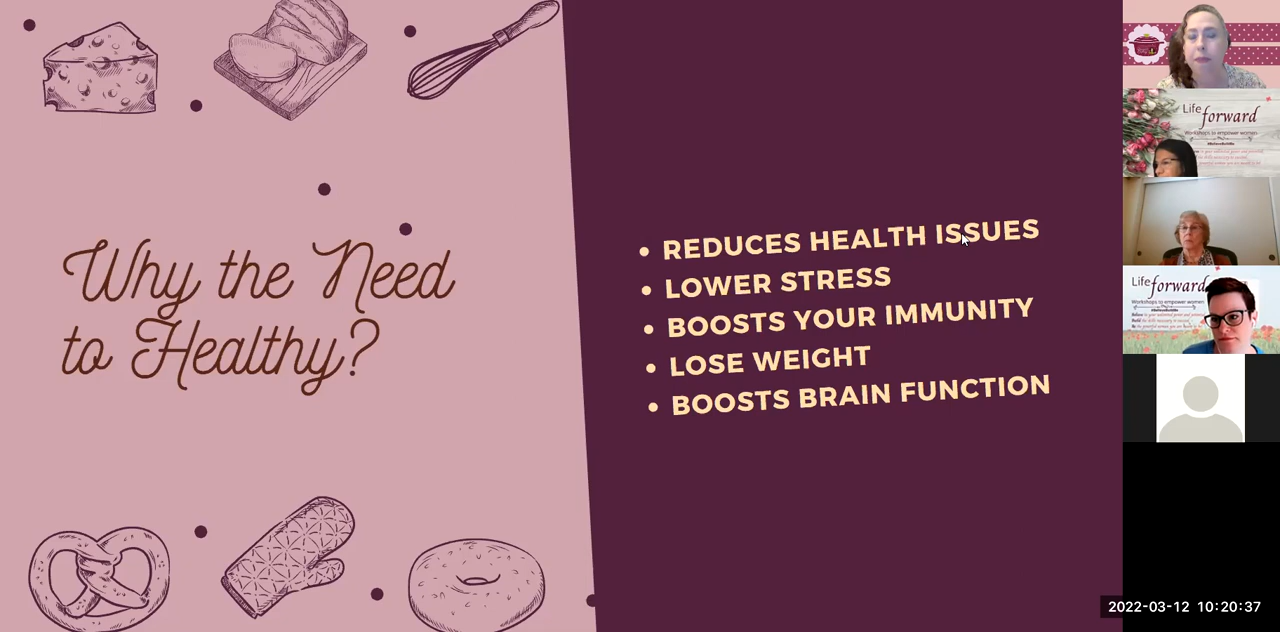 Why the Need
to Healthy?
• REDUCES HEALTH ISSUES
• LOWER STRESS
• BOOSTS YOUR IMMUNITY
• LOSE WEIGHT
• BOOSTS BRAIN FUNCTION
Life
forward
Workshops to empower women
#BelieveBuildBe
Life
forward
Workshops to empower women
2022-03-12 10:20:37